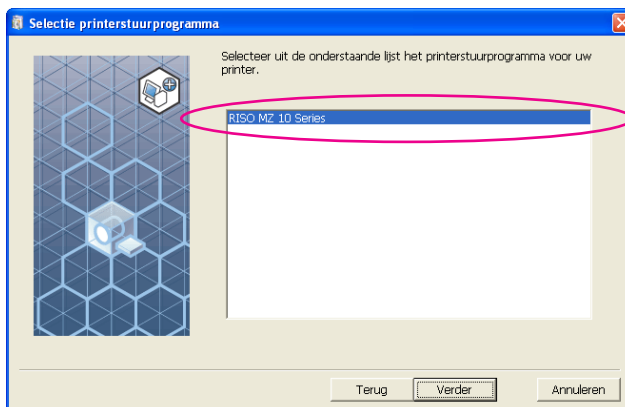 Selectie printerstuurprogramma
Selecteer uit de onderstaande lijst het printerstuurprogramma voor uw
printer.
RISO MZ 10 Series
Terug
Verder
Annuleren